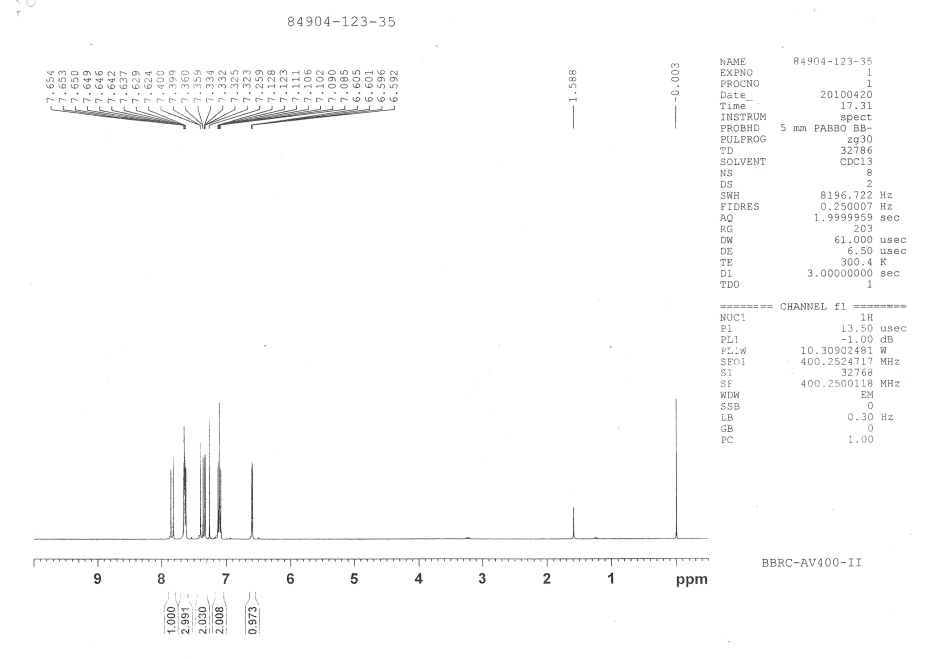 84904-123-35
7.654
7.653
7.650
7.649
7.646
7.642
7.637
7.629
7.624
7.400
7.399
7.360
7.359
7.334
7.332
7.325
7.323
7.259
7.128
7.123
7.111
7.106
7.102
7.090
7.085
6.605
6.601
6.596
6.592
1.588
-0.003
NAME 84904-123-35
EXPNO 1
PROCNO 1
Date_ 20100420
Time 17.31
INSTRUM spect
PROBHD 5 mm PABBO BB-
PULPROG zg30
TD 32786
SOLVENT CDCl3
NS 8
DS 2
SWH 8196.722 Hz
FIDRES 0.250007 Hz
AQ 1.9999959 sec
RG 203
DW 61.000 usec
DE 6.50 usec
TE 300.4 K
D1 3.00000000 sec
TD0 1
======== CHANNEL f1 ========
NUC1 1H
P1 13.50 usec
PL1 -1.00 dB
PL1W 10.30902481 W
SFO1 400.2524717 MHz
SI 32768
SF 400.2500118 MHz
WDW EM
SSB 0
LB 0.30 Hz
GB 0
PC 1.00
9 8 7 6 5 4 3 2 1 ppm
1.000
2.991
2.030
2.008
0.973
BBRC-AV400-II